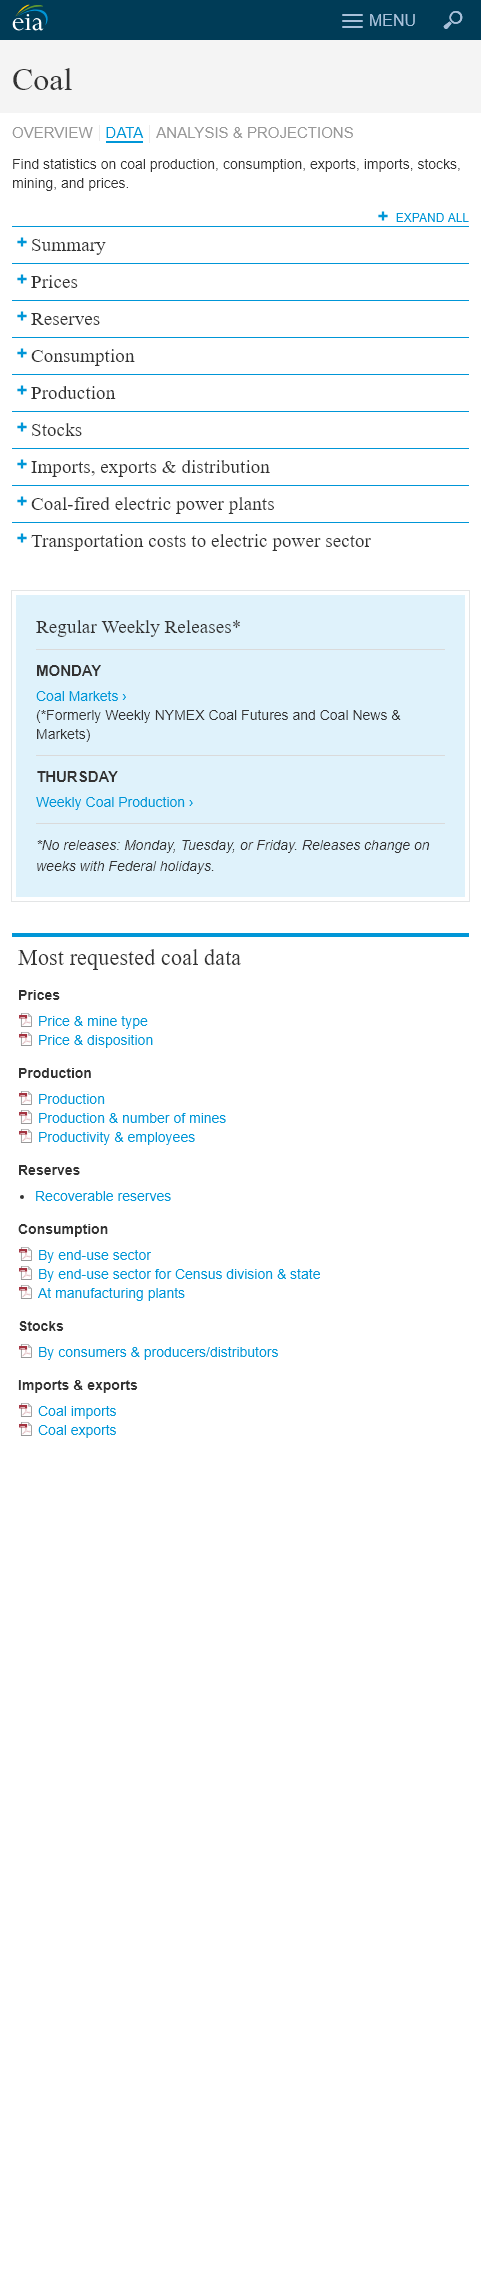 eia
MENU
Coal
OVERVIEW DATA ANALYSIS & PROJECTIONS
Find statistics on coal production, consumption, exports, imports, stocks,
mining, and prices.
+ EXPAND ALL
+ Summary
+ Prices
+ Reserves
+ Consumption
+ Production
+ Stocks
+ Imports, exports & distribution
+ Coal-fired electric power plants
+ Transportation costs to electric power sector
Regular Weekly Releases*
MONDAY
Coal Markets ›
(*Formerly Weekly NYMEX Coal Futures and Coal News &
Markets)
THURSDAY
Weekly Coal Production ›
*No releases: Monday, Tuesday, or Friday. Releases change on
weeks with Federal holidays.
Most requested coal data
Prices
Price & mine type
Price & disposition
Production
Production
Production & number of mines
Productivity & employees
Reserves
• Recoverable reserves
Consumption
By end-use sector
By end-use sector for Census division & state
At manufacturing plants
Stocks
By consumers & producers/distributors
Imports & exports
Coal imports
Coal exports